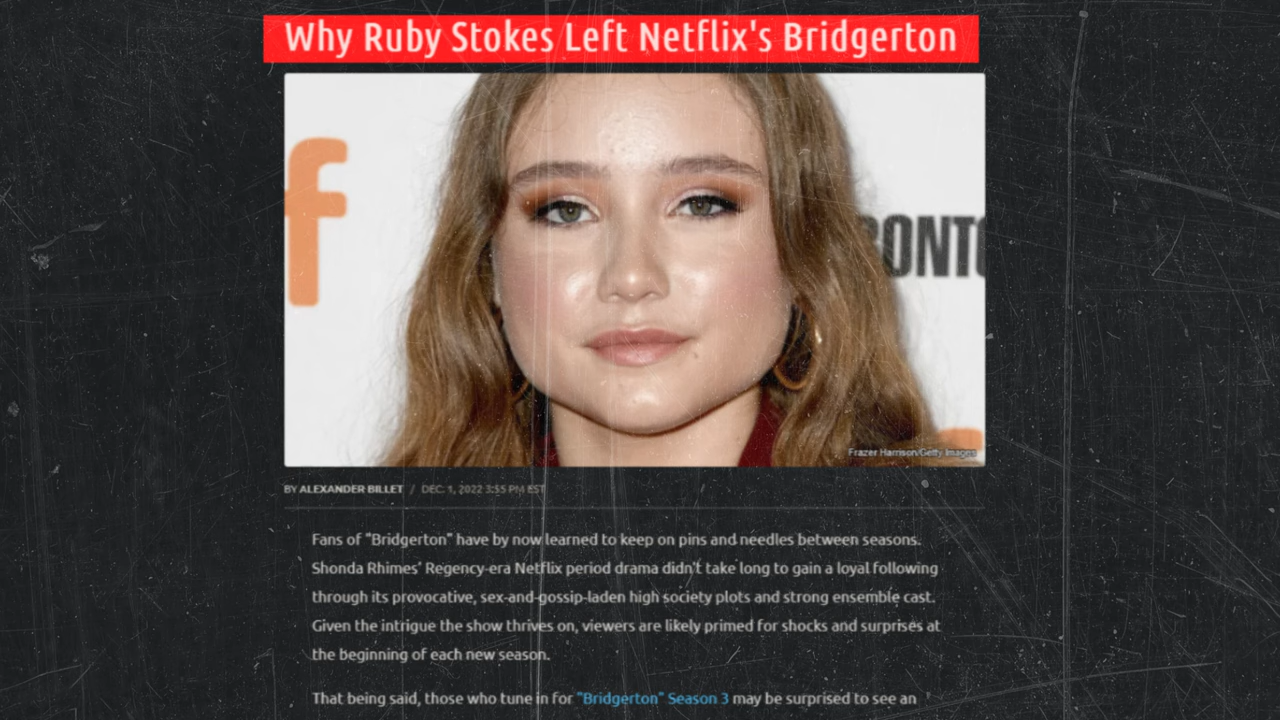 Why Ruby Stokes Left Netflix's Bridgerton
f
RONTO
Frazer Harrison/Getty Images
BY ALEXANDER BILLET / DEC. 1, 2022 3:55 PM EST
Fans of "Bridgerton" have by now learned to keep on pins and needles between seasons.
Shonda Rhimes' Regency-era Netflix period drama didn't take long to gain a loyal following
through its provocative, sex-and-gossip-laden high society plots and strong ensemble cast.
Given the intrigue the show thrives on, viewers are likely primed for shocks and surprises at
the beginning of each new season.
That being said, those who tune in for "Bridgerton" Season 3 may be surprised to see an